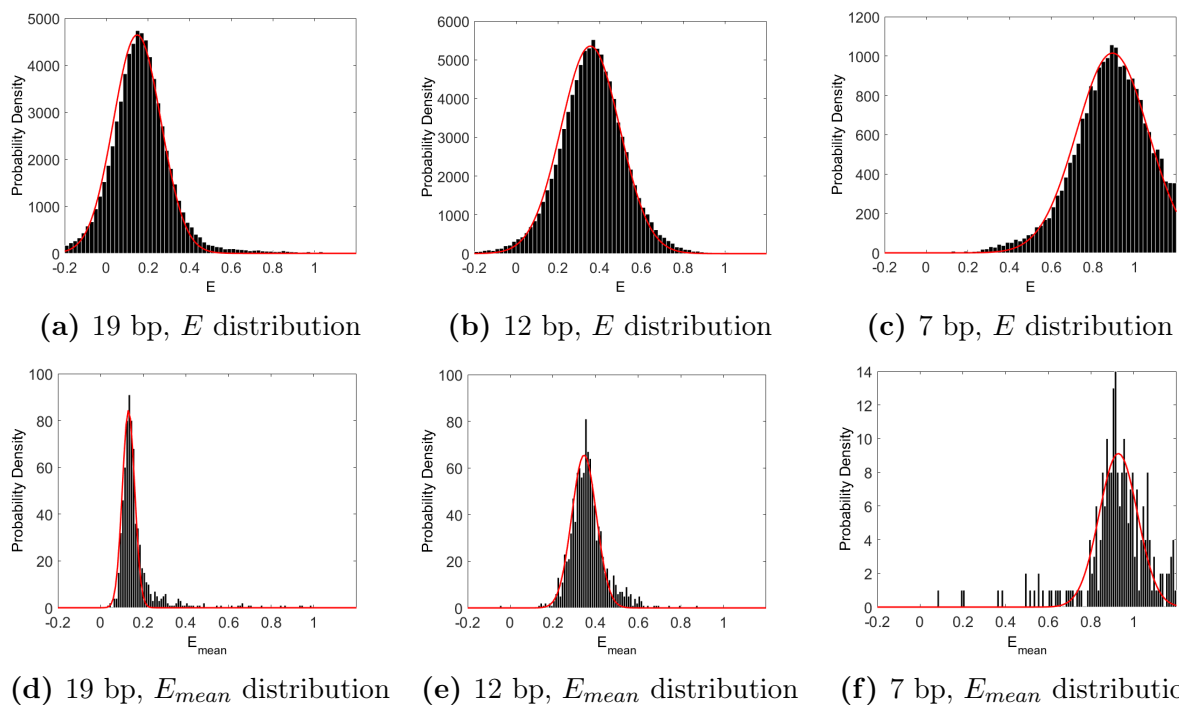 5000
4000
3000
2000
1000
0
Probability Density
-0.2 0 0.2 0.4 0.6 0.8 1
E
6000
5000
4000
3000
2000
1000
0
Probability Density
-0.2 0 0.2 0.4 0.6 0.8 1
E
1200
1000
800
600
400
200
0
Probability Density
-0.2 0 0.2 0.4 0.6 0.8 1
E
(a) 19 bp, E distribution
(b) 12 bp, E distribution
(c) 7 bp, E distribution
100
80
60
40
20
0
Probability Density
-0.2 0 0.2 0.4 0.6 0.8 1
E_mean
100
80
60
40
20
0
Probability Density
-0.2 0 0.2 0.4 0.6 0.8 1
E_mean
14
12
10
8
6
4
2
0
Probability Density
-0.2 0 0.2 0.4 0.6 0.8 1
E_mean
(d) 19 bp, E_mean distribution
(e) 12 bp, E_mean distribution
(f) 7 bp, E_mean distributio